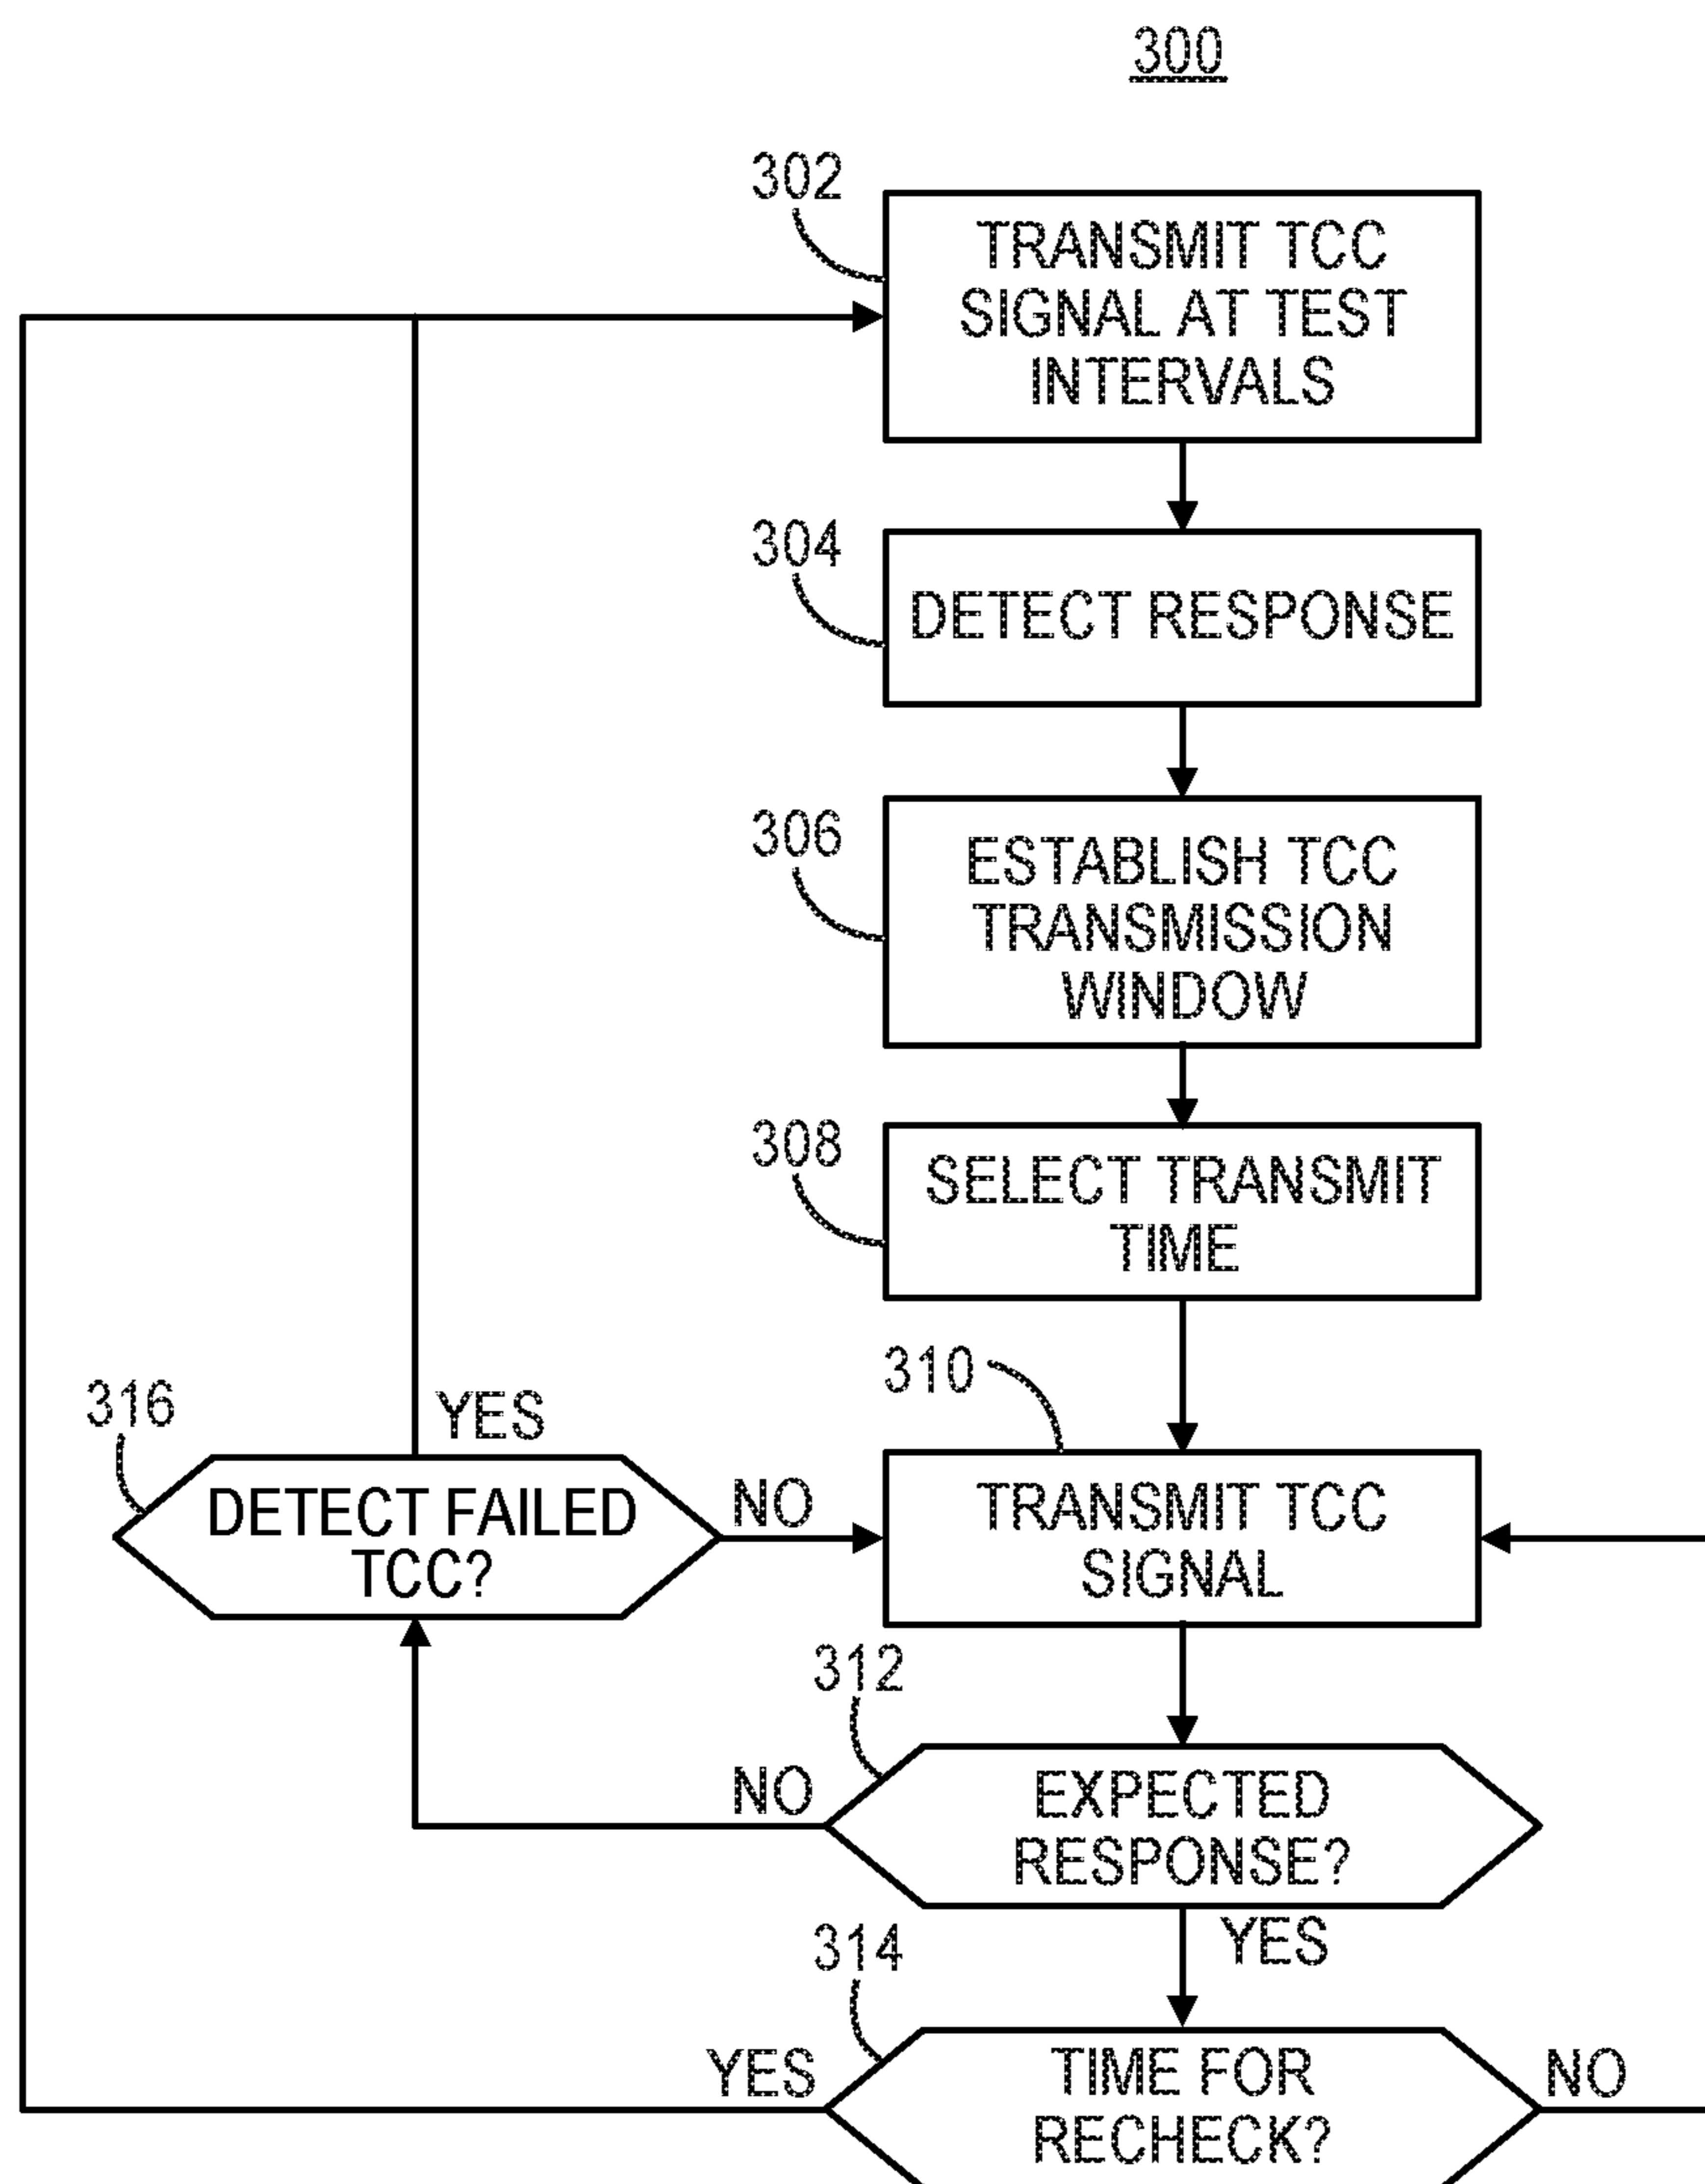 300
302
TRANSMIT TCC
SIGNAL AT TEST
INTERVALS
304
DETECT RESPONSE
306
ESTABLISH TCC
TRANSMISSION
WINDOW
308
SELECT TRANSMIT
TIME
310
316
YES
DETECT FAILED
TCC?
NO
TRANSMIT TCC
SIGNAL
312
NO
EXPECTED
RESPONSE?
YES
314
YES
TIME FOR
RECHECK?
NO